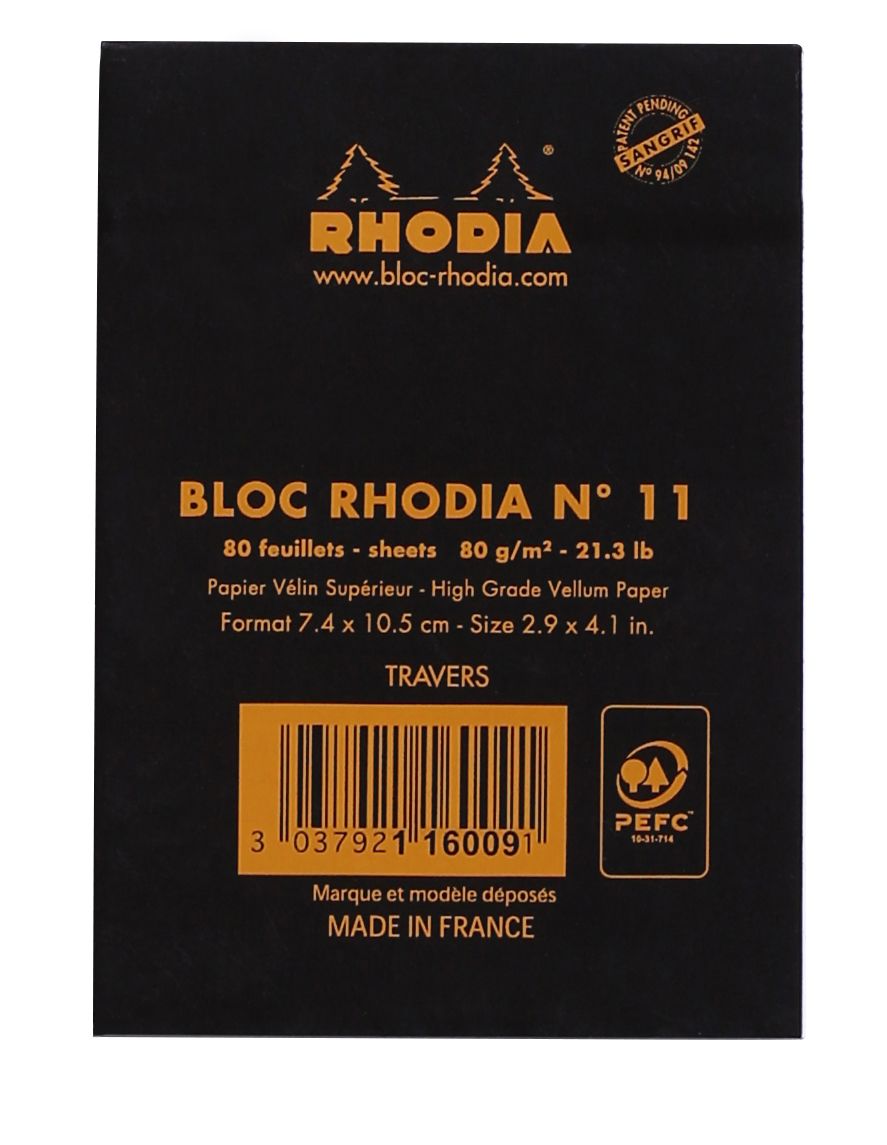 PATENT PENDING
SANGRIF
Nº 94/09 142
®
RHODIA
www.bloc-rhodia.com
BLOC RHODIA N° 11
80 feuillets - sheets 80 g/m² - 21.3 lb
Papier Vélin Supérieur - High Grade Vellum Paper
Format 7.4 x 10.5 cm - Size 2.9 x 4.1 in.
TRAVERS
3 037921 160091
PEFC™
10-31-714
Marque et modèle déposés
MADE IN FRANCE